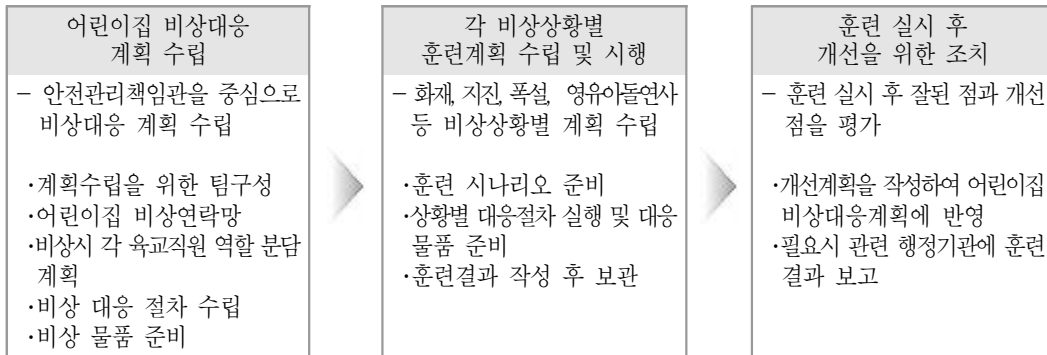 어린이집 비상대응
계획 수립
− 안전관리책임관을 중심으로
비상대응 계획 수립
·계획수립을 위한 팀구성
·어린이집 비상연락망
·비상시 각 육교직원 역할 분담
계획
·비상 대응 절차 수립
·비상 물품 준비
각 비상상황별
훈련계획 수립 및 시행
− 화재, 지진, 폭설, 영유아돌연사
등 비상상황별 계획 수립
·훈련 시나리오 준비
·상황별 대응절차 실행 및 대응
물품 준비
·훈련결과 작성 후 보관
훈련 실시 후
개선을 위한 조치
− 훈련 실시 후 잘된 점과 개선
점을 평가
·개선계획을 작성하여 어린이집
비상대응계획에 반영
·필요시 관련 행정기관에 훈련
결과 보고